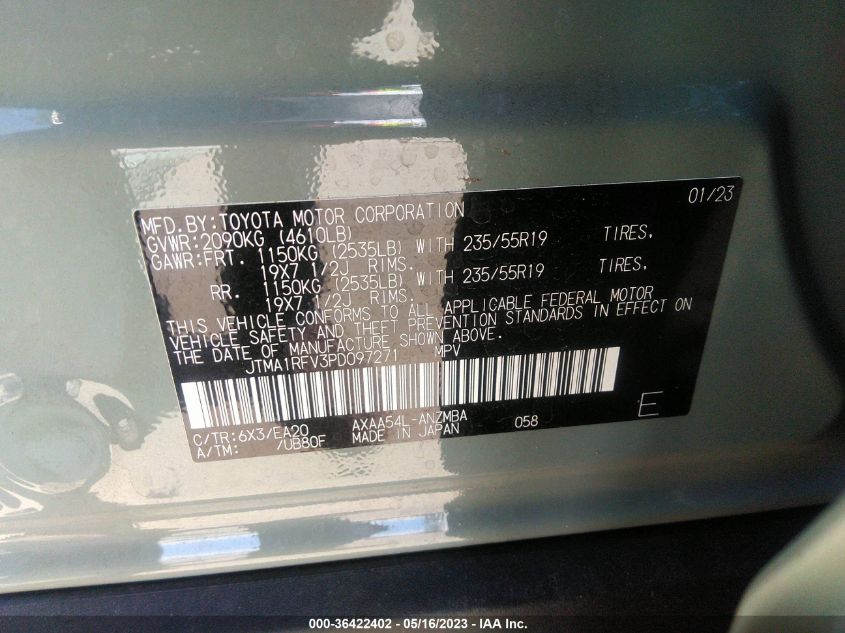 01/23
MFD.BY:TOYOTA MOTOR CORPORATION
GVWR:2090KG (4610LB)
GAWR:FRT. 1150KG (2535LB) WITH 235/55R19 TIRES,
19X7 1/2J RIMS.
RR. 1150KG (2535LB) WITH 235/55R19 TIRES,
19X7 1/2J RIMS.
THIS VEHICLE CONFORMS TO ALL APPLICABLE FEDERAL MOTOR
VEHICLE SAFETY AND THEFT PREVENTION STANDARDS IN EFFECT ON
THE DATE OF MANUFACTURE SHOWN ABOVE.
JTMA1RFV3PD097271 MPV
C/TR:6X3/EA20 AXAA54L-ANZMBA 058
A/TM: /UB80F MADE IN JAPAN
E
000-36422402 - 05/16/2023 - IAA Inc.